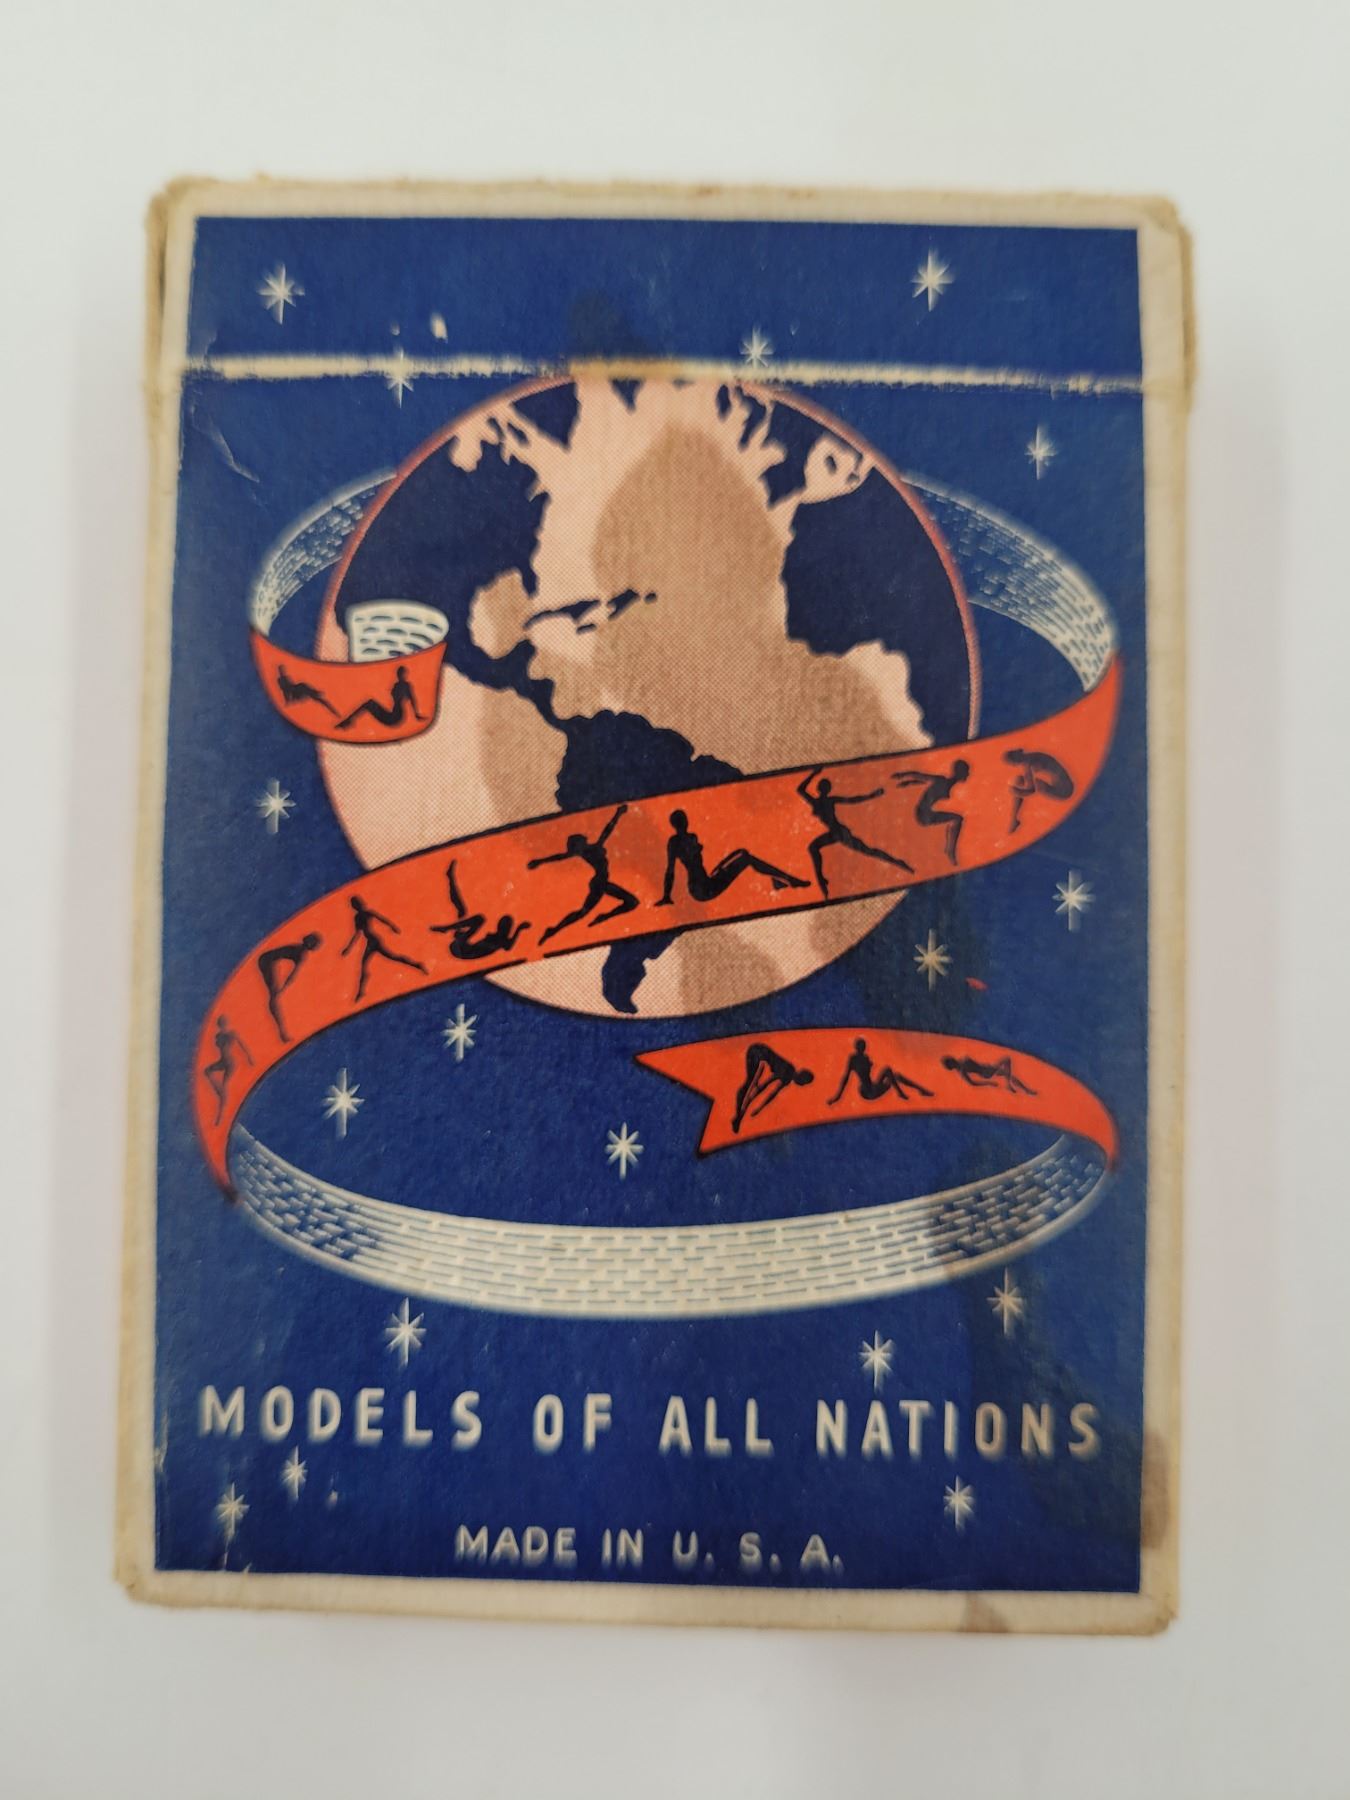 MODELS OF ALL NATIONS
MADE IN U. S. A.